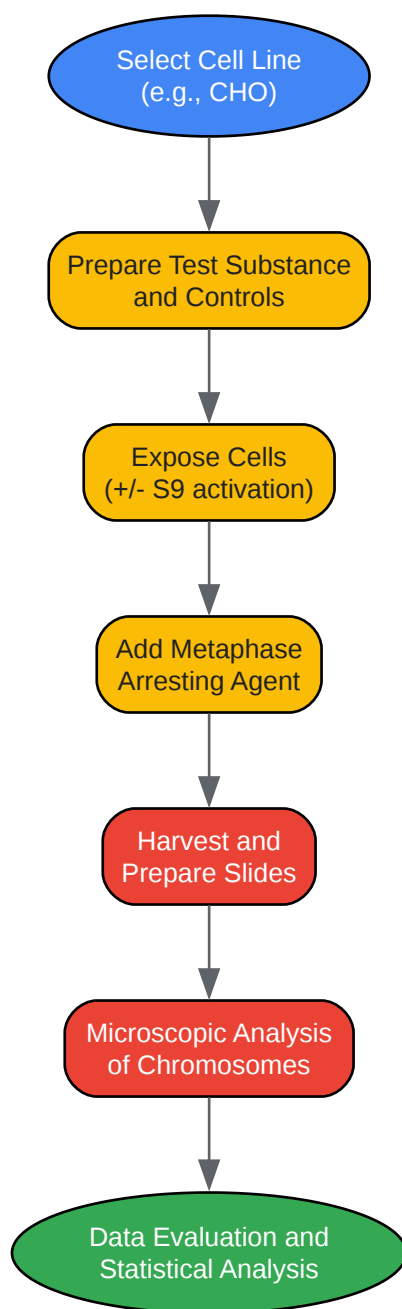 Select Cell Line
(e.g., CHO)
Prepare Test Substance
and Controls
Expose Cells
(+/- S9 activation)
Add Metaphase
Arresting Agent
Harvest and
Prepare Slides
Microscopic Analysis
of Chromosomes
Data Evaluation and
Statistical Analysis